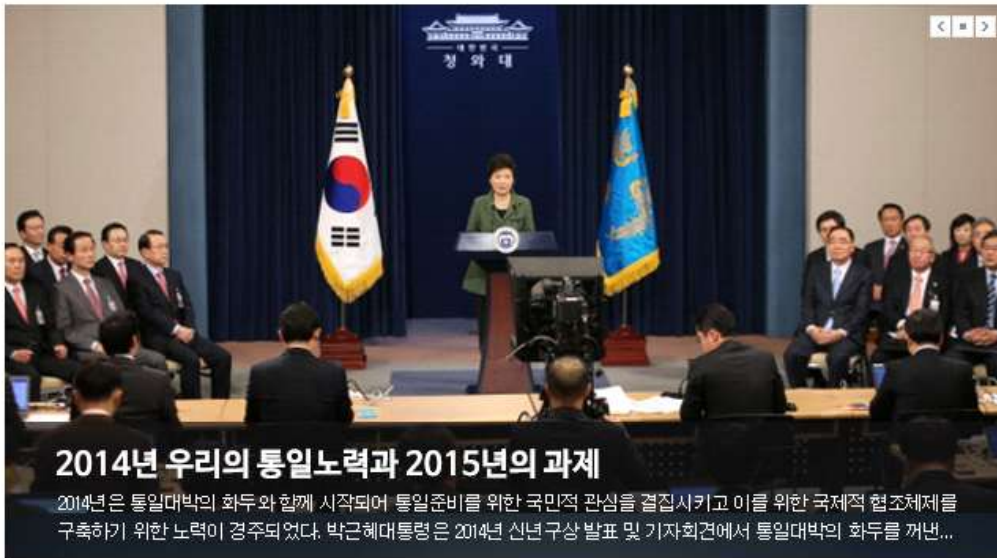 대한민국
청와대
2014년 우리의 통일노력과 2015년의 과제
2014년은 통일대박의 화두와 함께 시작되어 통일준비를 위한 국민적 관심을 결집시키고 이를 위한 국제적 협조체제를
구축하기 위한 노력이 경주되었다. 박근혜대통령은 2014년 신년구상 발표 및 기자회견에서 통일대박의 화두를 꺼낸...